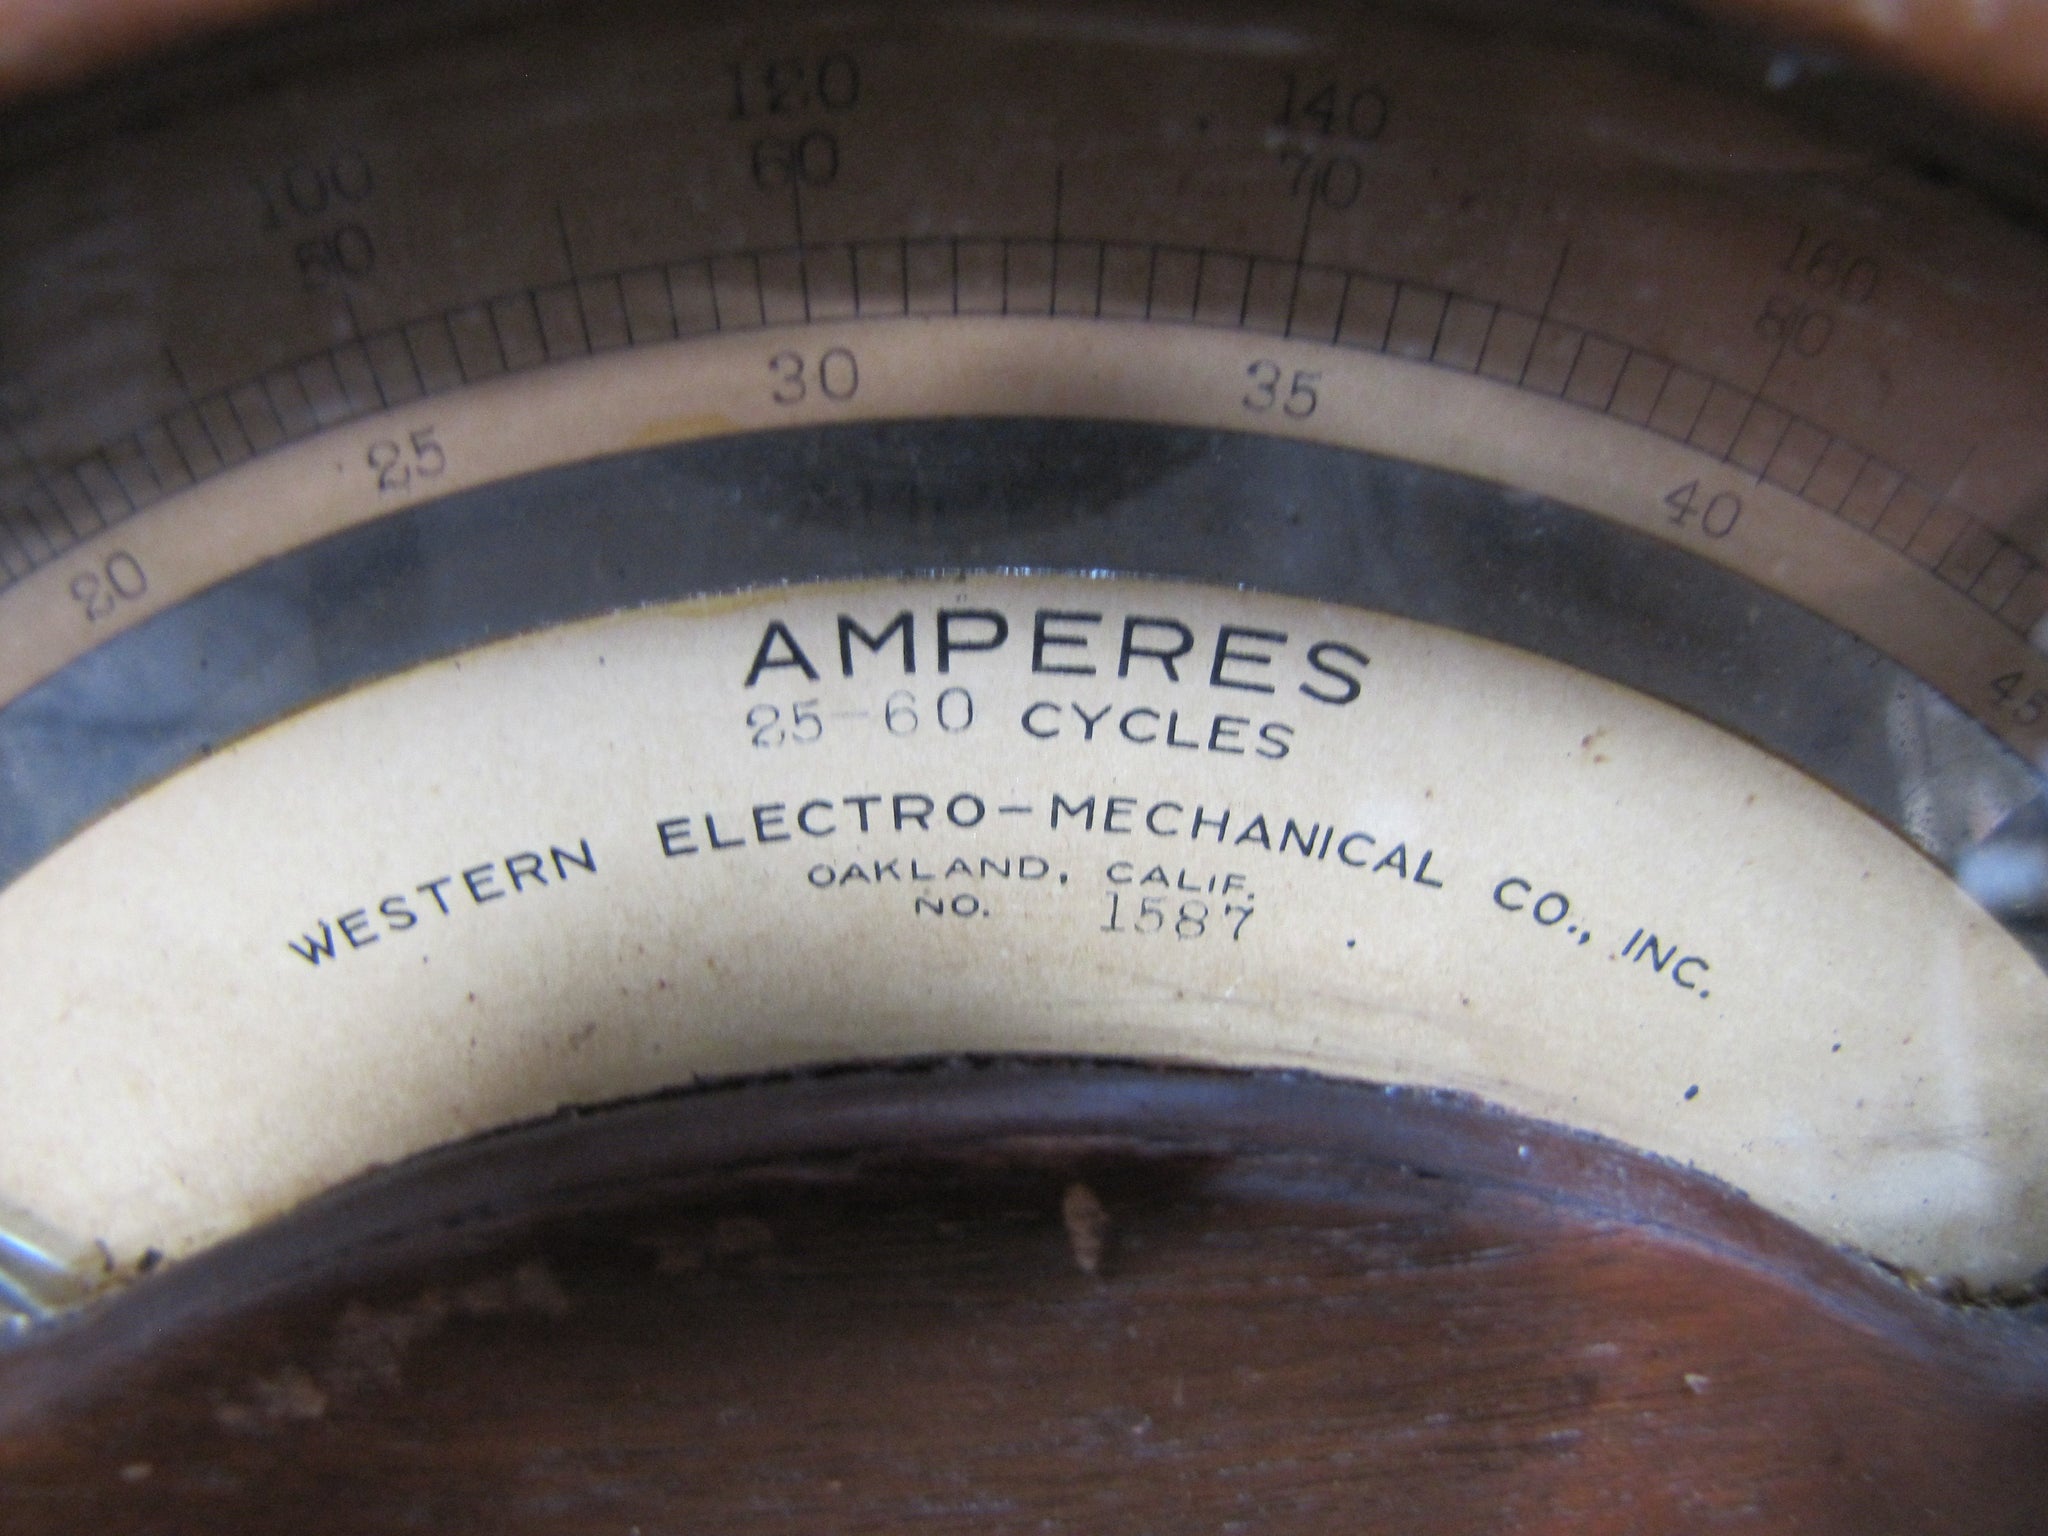 100 120 140 160
50 60 70 80
20 25 30 35 40 45
AMPERES
25-60 CYCLES
WESTERN ELECTRO-MECHANICAL CO., INC.
OAKLAND, CALIF.
NO. 1587